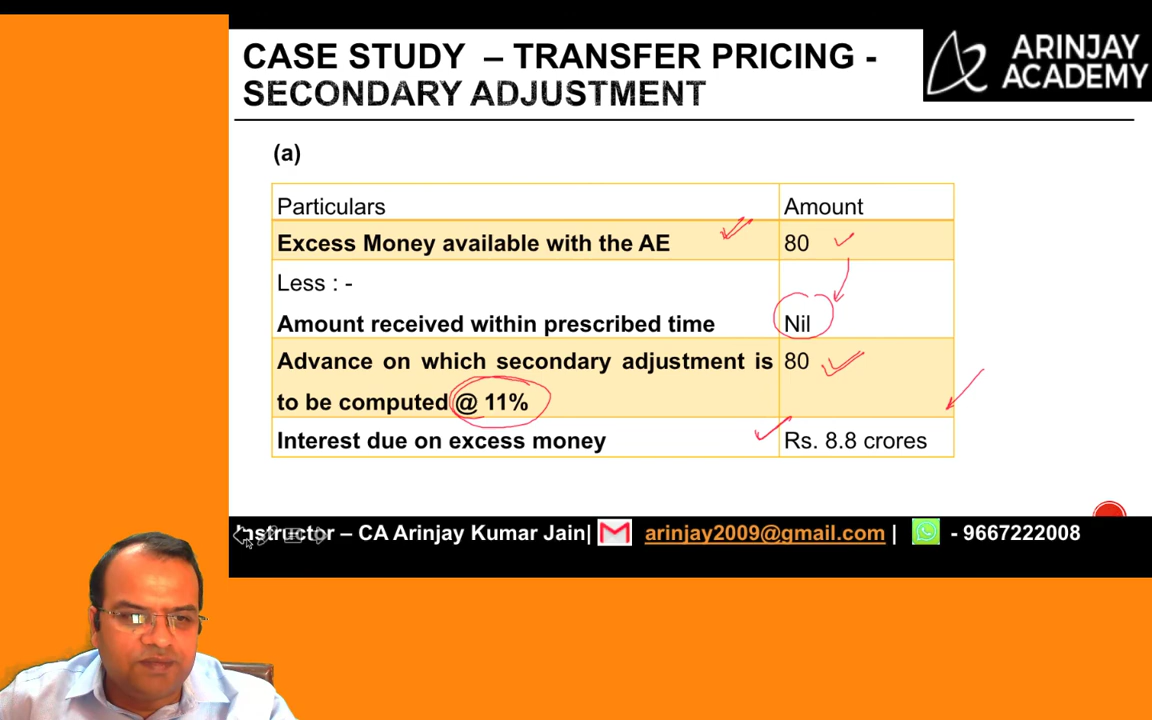 CASE STUDY – TRANSFER PRICING -
SECONDARY ADJUSTMENT
ARINJAY
ACADEMY
(a)
Particulars Amount
Excess Money available with the AE 80
Less : -
Amount received within prescribed time Nil
Advance on which secondary adjustment is 80
to be computed @ 11%
Interest due on excess money Rs. 8.8 crores
Instructor – CA Arinjay Kumar Jain| arinjay2009@gmail.com | - 9667222008